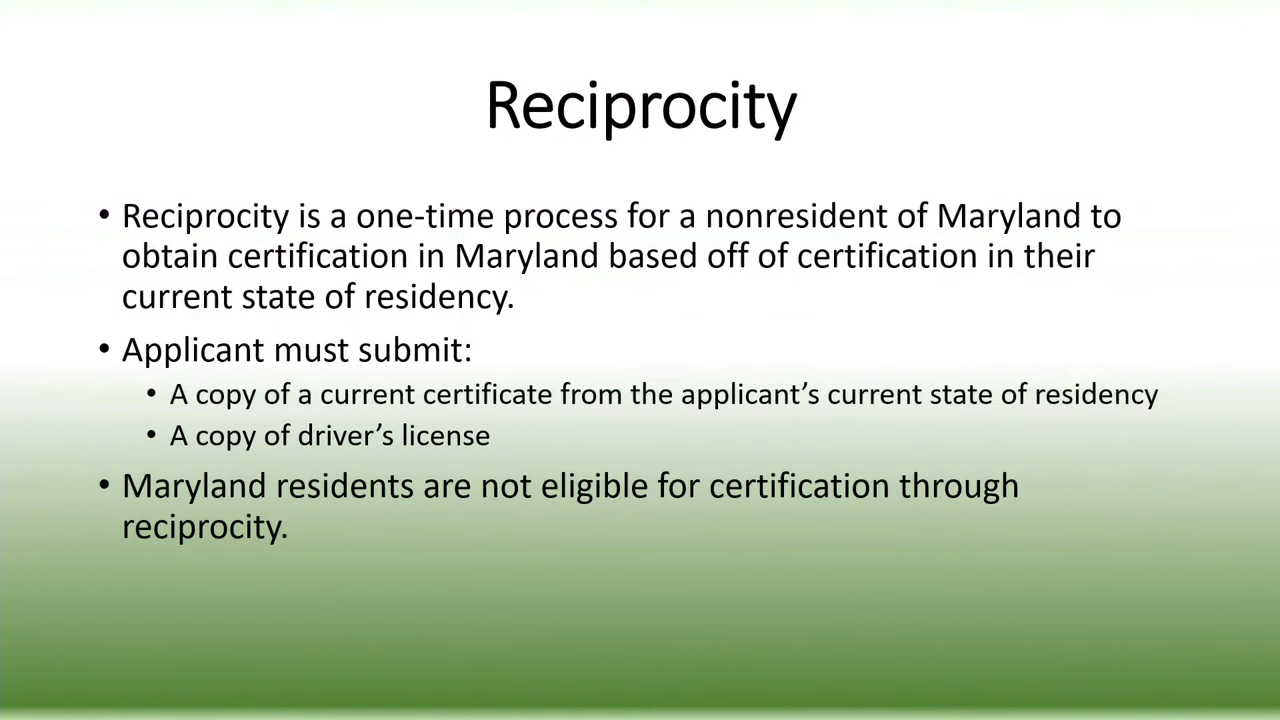 Reciprocity
• Reciprocity is a one-time process for a nonresident of Maryland to
obtain certification in Maryland based off of certification in their
current state of residency.
• Applicant must submit:
• A copy of a current certificate from the applicant’s current state of residency
• A copy of driver’s license
• Maryland residents are not eligible for certification through
reciprocity.